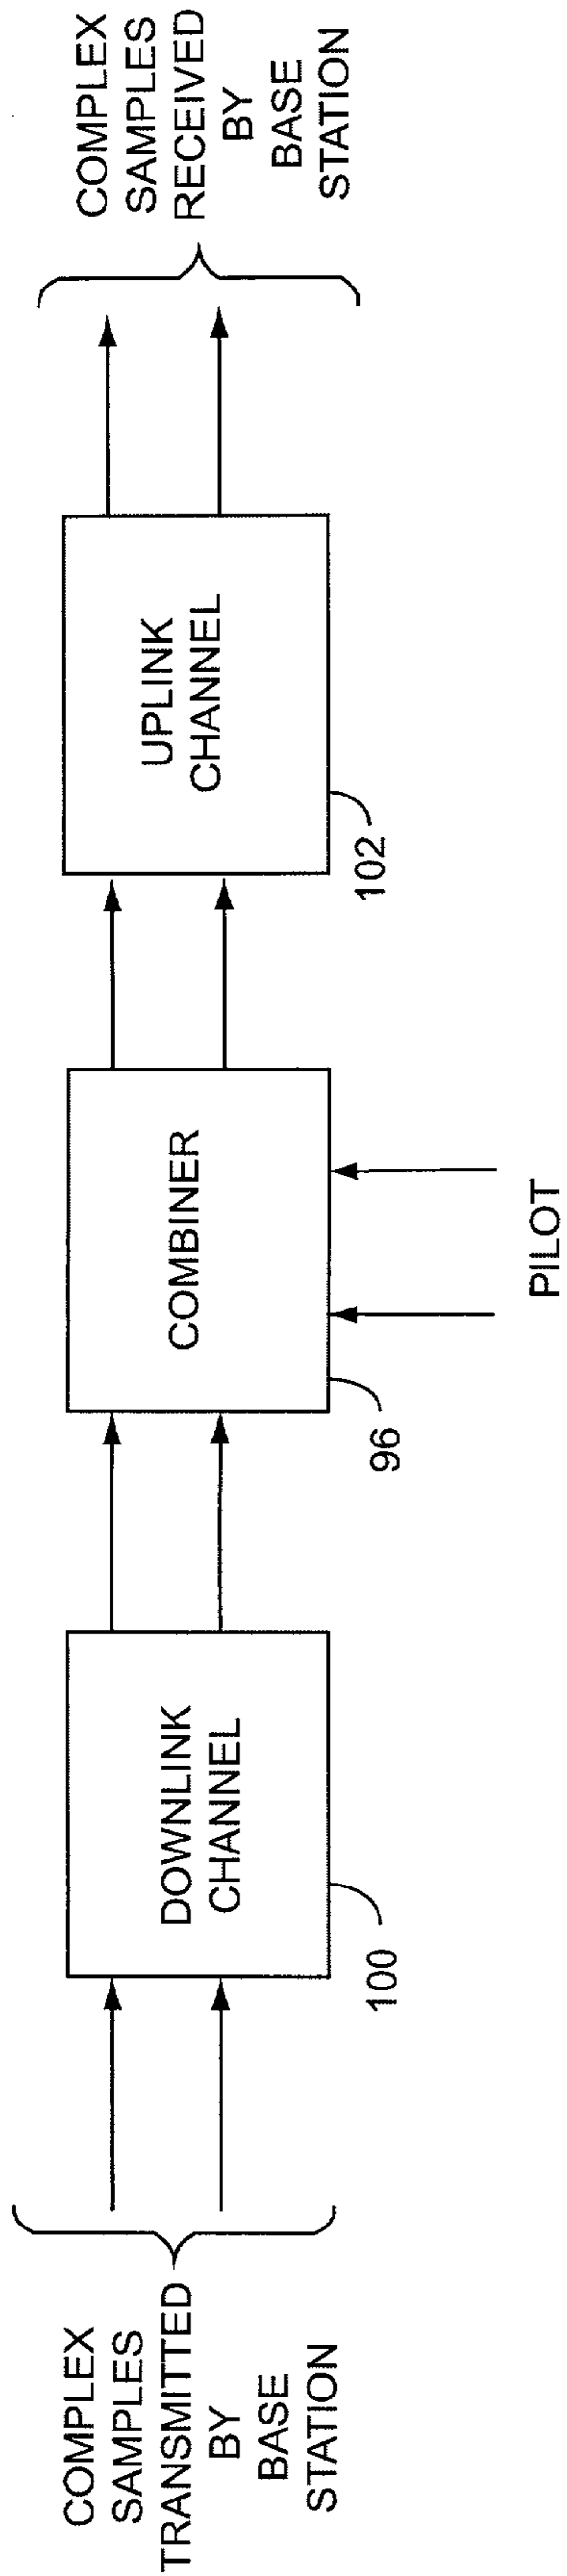 COMPLEX
SAMPLES
TRANSMITTED
BY
BASE
STATION
DOWNLINK
CHANNEL
100
COMBINER
96
PILOT
UPLINK
CHANNEL
102
COMPLEX
SAMPLES
RECEIVED
BY
BASE
STATION